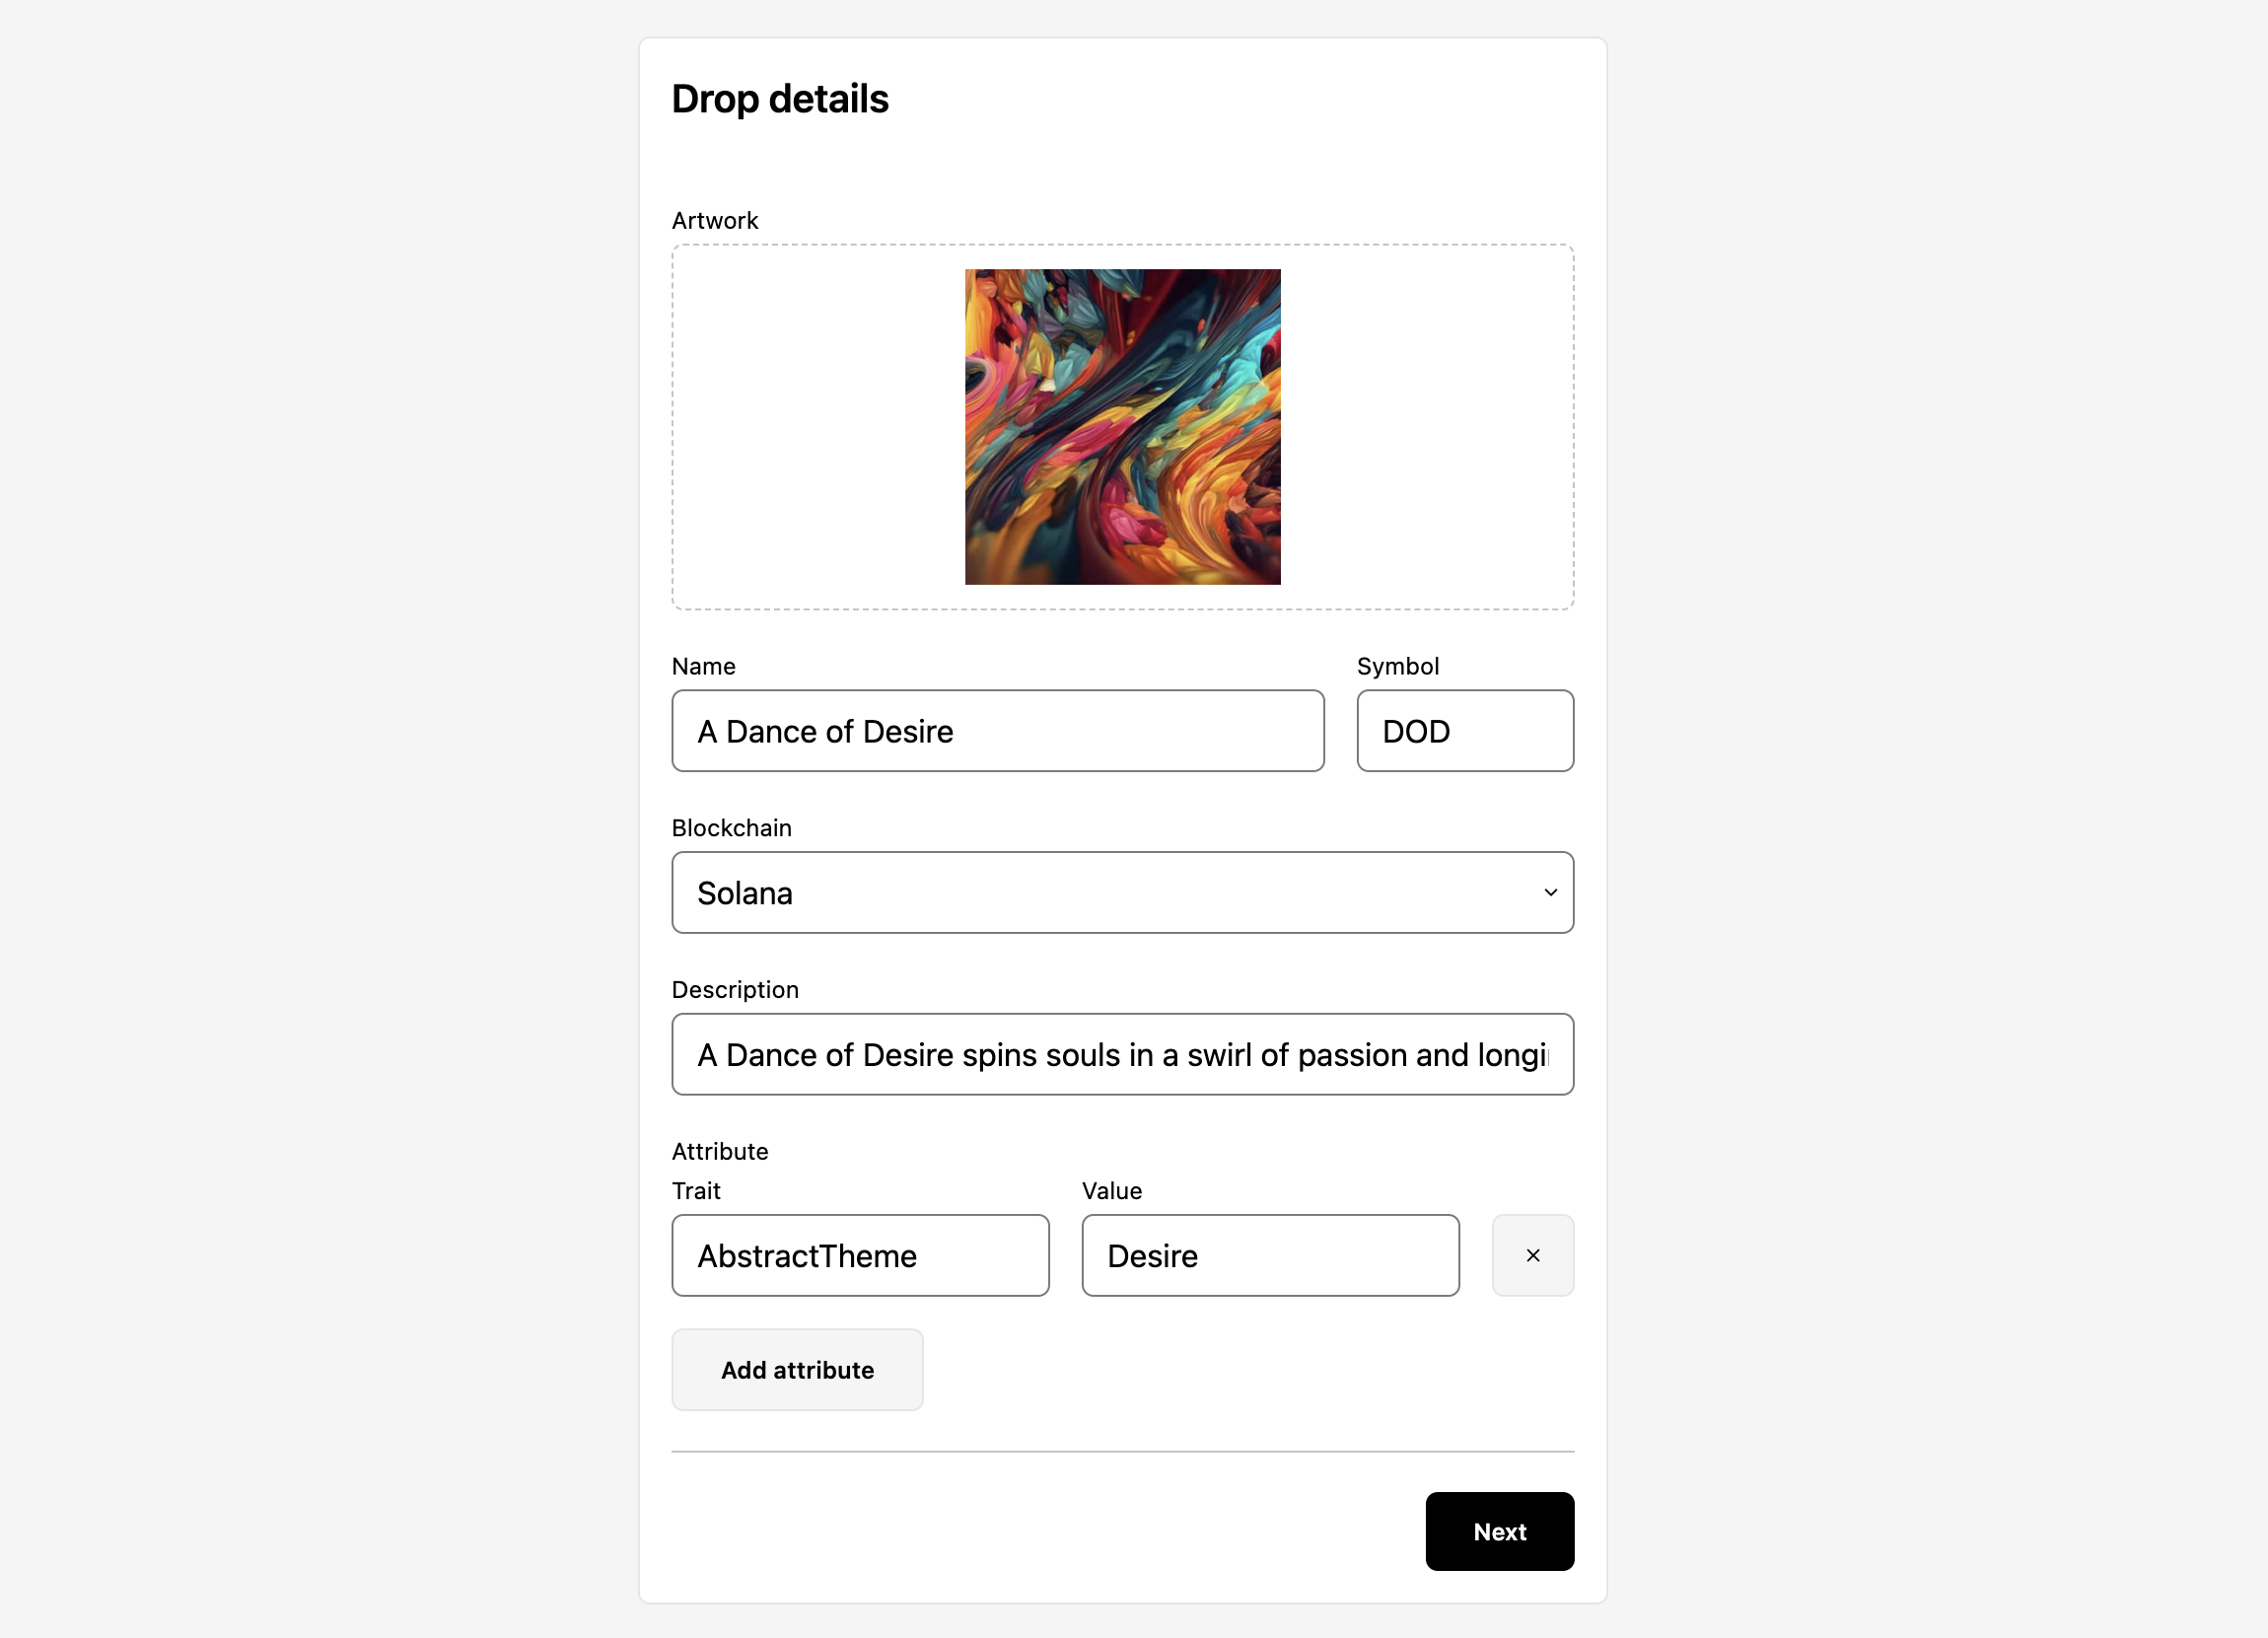 Drop details
Artwork
Name
Symbol
A Dance of Desire
DOD
Blockchain
Solana
Description
A Dance of Desire spins souls in a swirl of passion and
Attribute
Trait
Value
AbstractTheme
Desire
Add attribute
Next